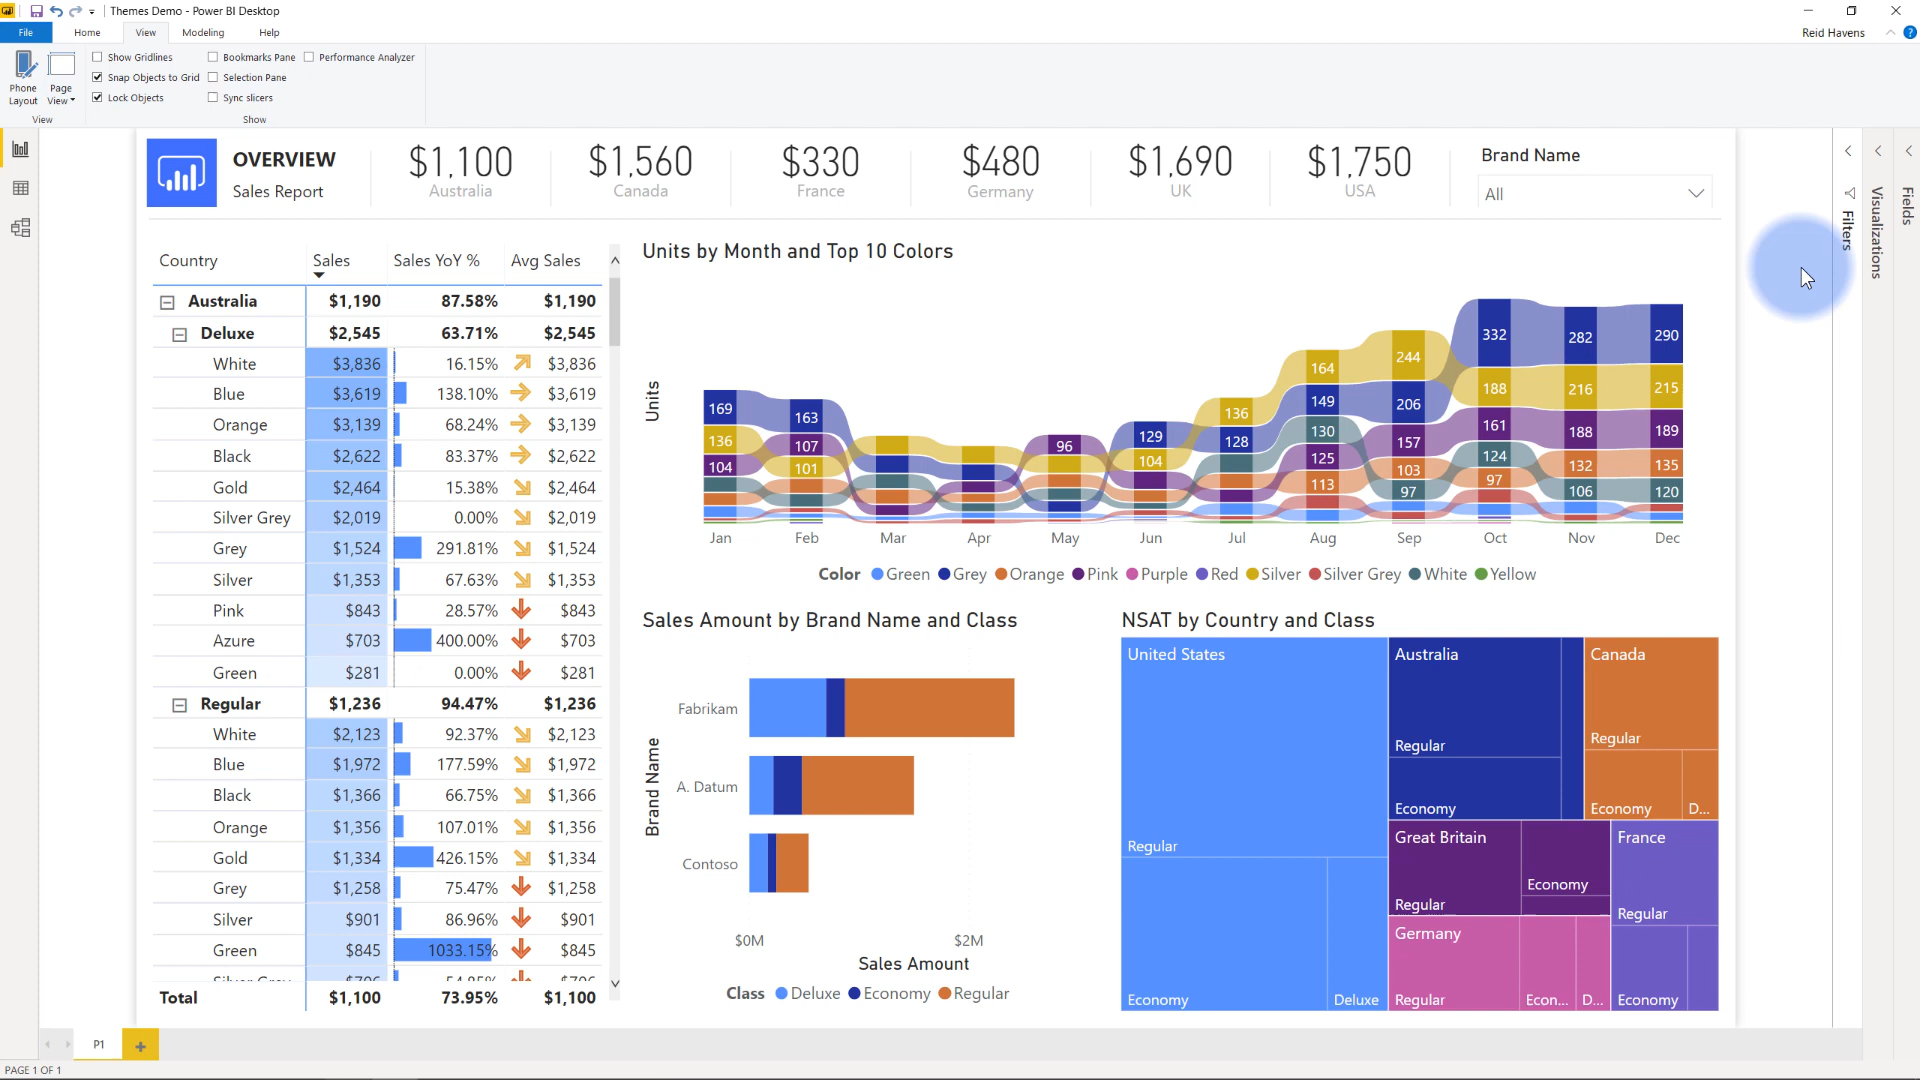 Themes Demo - Power BI Desktop
File Home View Modeling Help
Reid Havens
Phone Layout
Page View
Show Gridlines
Snap Objects to Grid
Lock Objects
Bookmarks Pane
Selection Pane
Sync slicers
Performance Analyzer
View
Show
OVERVIEW
Sales Report
$1,100
Australia
$1,560
Canada
$330
France
$480
Germany
$1,690
UK
$1,750
USA
Brand Name
All
Filters
Visualizations
Fields
Country Sales Sales YoY % Avg Sales
Australia $1,190 87.58% $1,190
Deluxe $2,545 63.71% $2,545
White $3,836 16.15% $3,836
Blue $3,619 138.10% $3,619
Orange $3,139 68.24% $3,139
Black $2,622 83.37% $2,622
Gold $2,464 15.38% $2,464
Silver Grey $2,019 0.00% $2,019
Grey $1,524 291.81% $1,524
Silver $1,353 67.63% $1,353
Pink $843 28.57% $843
Azure $703 400.00% $703
Green $281 0.00% $281
Regular $1,236 94.47% $1,236
White $2,123 92.37% $2,123
Blue $1,972 177.59% $1,972
Black $1,366 66.75% $1,366
Orange $1,356 107.01% $1,356
Gold $1,334 426.15% $1,334
Grey $1,258 75.47% $1,258
Silver $901 86.96% $901
Green $845 1033.15% $845
Total $1,100 73.95% $1,100
Units by Month and Top 10 Colors
Units
169 136 104
163 107 101
96
129 104
136 128
164 149 130 125 113
244 206 157 103 97
332 188 161 124 97
282 216 188 132 106
290 215 189 135 120
Jan Feb Mar Apr May Jun Jul Aug Sep Oct Nov Dec
Color Green Grey Orange Pink Purple Red Silver Silver Grey White Yellow
Sales Amount by Brand Name and Class
Brand Name
Fabrikam
A. Datum
Contoso
$0M $2M
Sales Amount
Class Deluxe Economy Regular
NSAT by Country and Class
United States
Regular
Economy
Deluxe
Australia
Regular
Economy
Canada
Regular
Economy
D...
Great Britain
Regular
Economy
France
Regular
Economy
Germany
Regular
Econ...
D...
P1
PAGE 1 OF 1